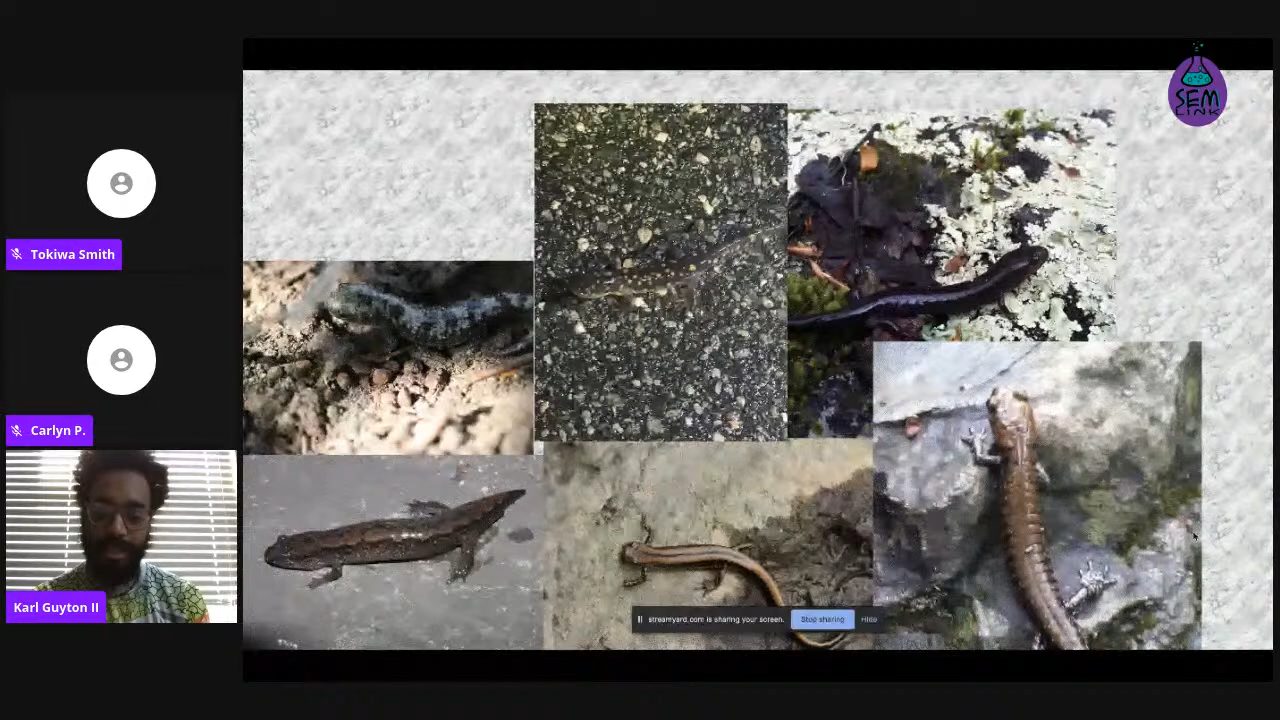 SEM
LINK
Tokiwa Smith
Carlyn P.
Karl Guyton II
streamyard.com is sharing your screen.
Stop sharing
Hide